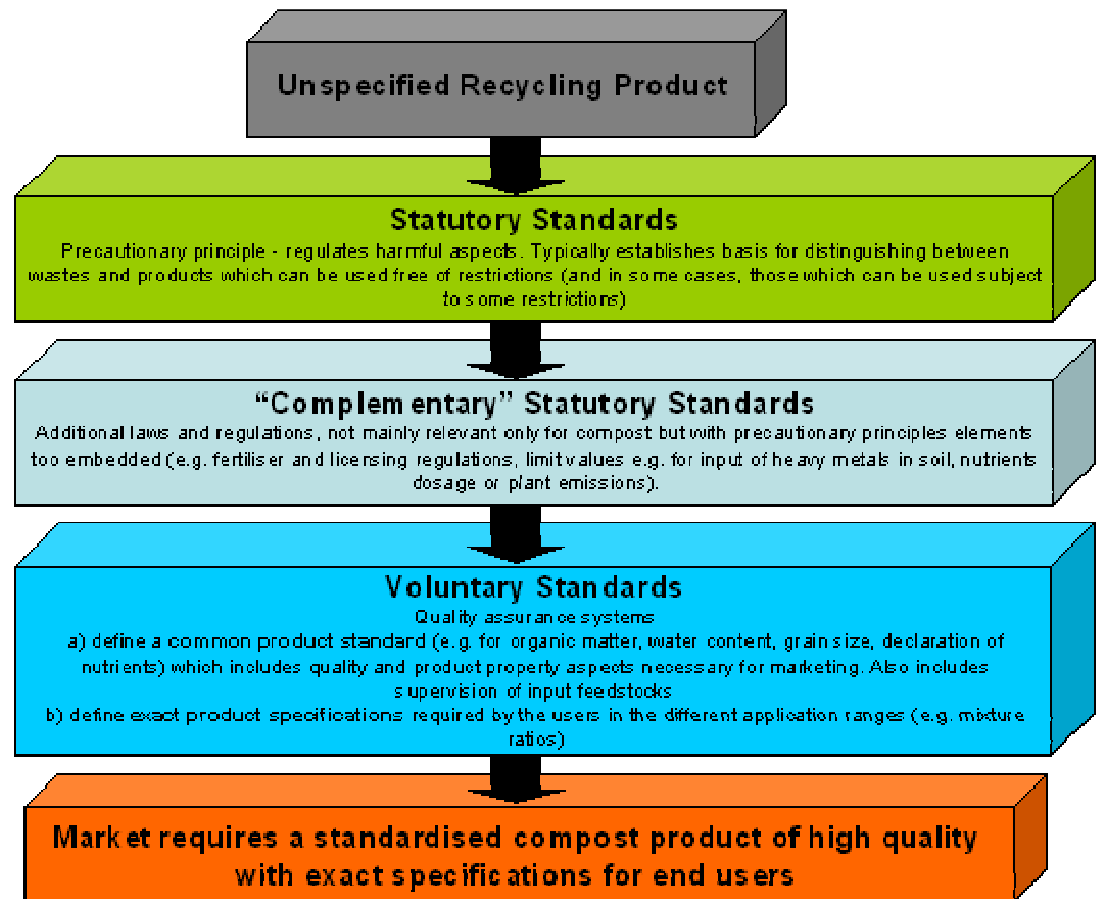 Unspecified Recycling Product
Statutory Standards
Precautionary principle - regulates harmful aspects. Typically establishes basis for distinguishing between
wastes and products which can be used free of restrictions (and in some cases, those which can be used subject
to some restrictions)
“Complementary” Statutory Standards
Additional laws and regulations, not mainly relevant only for compost but with precautionary principles elements
too embedded (e.g. fertiliser and licensing regulations, limit values e.g. for input of heavy metals in soil, nutrients
dosage or plant emissions).
Voluntary Standards
Quality assurance systems
a) define a common product standard (e.g. for organic matter, water content, grain size, declaration of
nutrients) which includes quality and product property aspects necessary for marketing. Also includes
supervision of input feedstocks
b) define exact product specifications required by the users in the different application ranges (e.g. mixture
ratios)
Market requires a standardised compost product of high quality
with exact specifications for end users